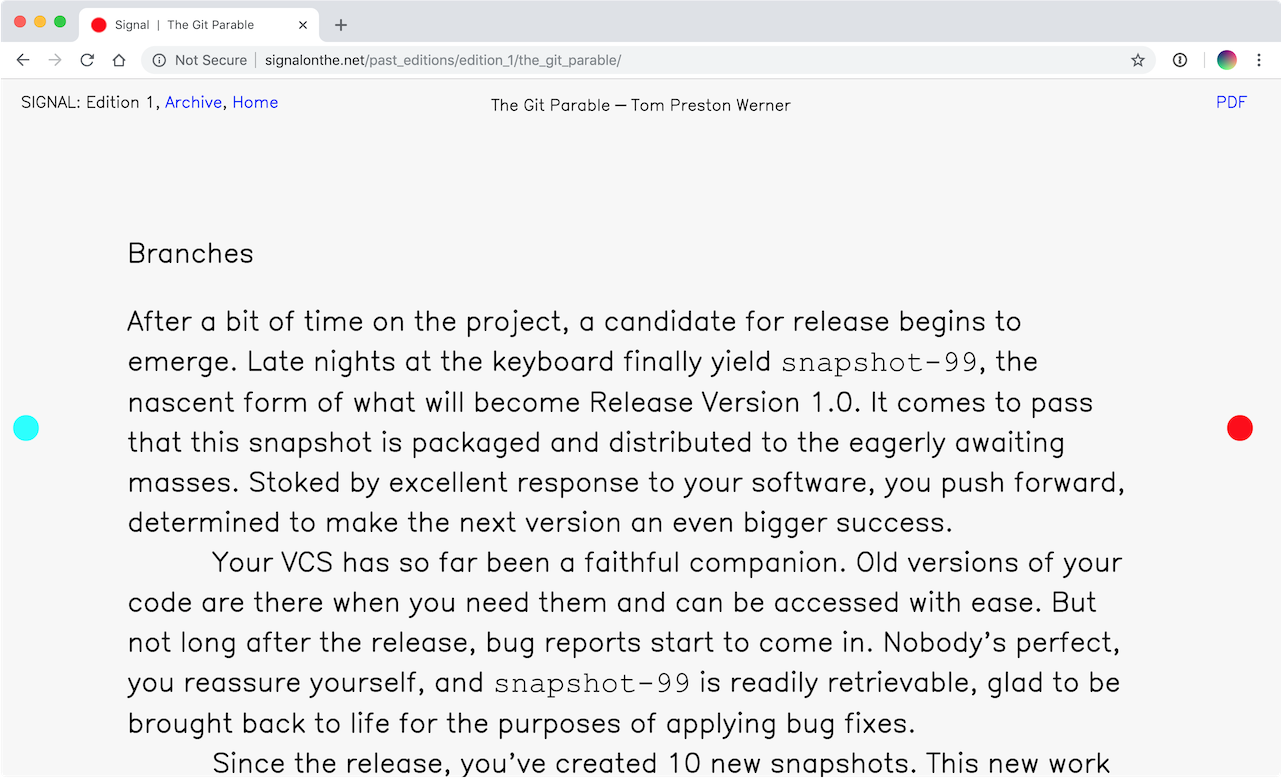 Signal | The Git Parable
Not Secure | signalonthe.net/past_editions/edition_1/the_git_parable/
SIGNAL: Edition 1, Archive, Home
The Git Parable — Tom Preston Werner
PDF
Branches
After a bit of time on the project, a candidate for release begins to
emerge. Late nights at the keyboard finally yield snapshot-99, the
nascent form of what will become Release Version 1.0. It comes to pass
that this snapshot is packaged and distributed to the eagerly awaiting
masses. Stoked by excellent response to your software, you push forward,
determined to make the next version an even bigger success.
Your VCS has so far been a faithful companion. Old versions of your
code are there when you need them and can be accessed with ease. But
not long after the release, bug reports start to come in. Nobody’s perfect,
you reassure yourself, and snapshot-99 is readily retrievable, glad to be
brought back to life for the purposes of applying bug fixes.
Since the release, you’ve created 10 new snapshots. This new work